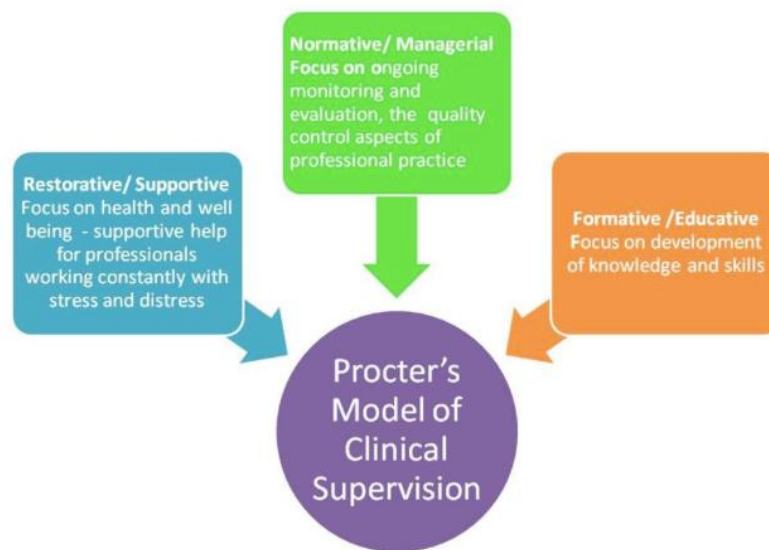 Normative/ Managerial
Focus on ongoing
monitoring and
evaluation, the quality
control aspects of
professional practice
Restorative/ Supportive
Focus on health and well
being - supportive help
for professionals
working constantly with
stress and distress
Formative /Educative
Focus on development
of knowledge and skills
Procter’s
Model of
Clinical
Supervision